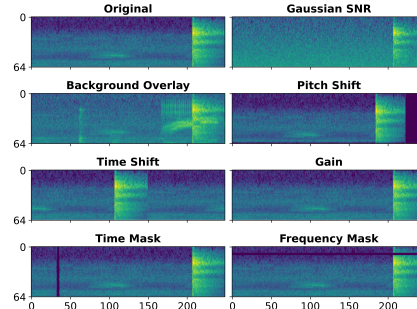 Original Gaussian SNR
0
64
Background Overlay Pitch Shift
0
64
Time Shift Gain
0
64
Time Mask Frequency Mask
0
64
0 50 100 150 200 0 50 100 150 200